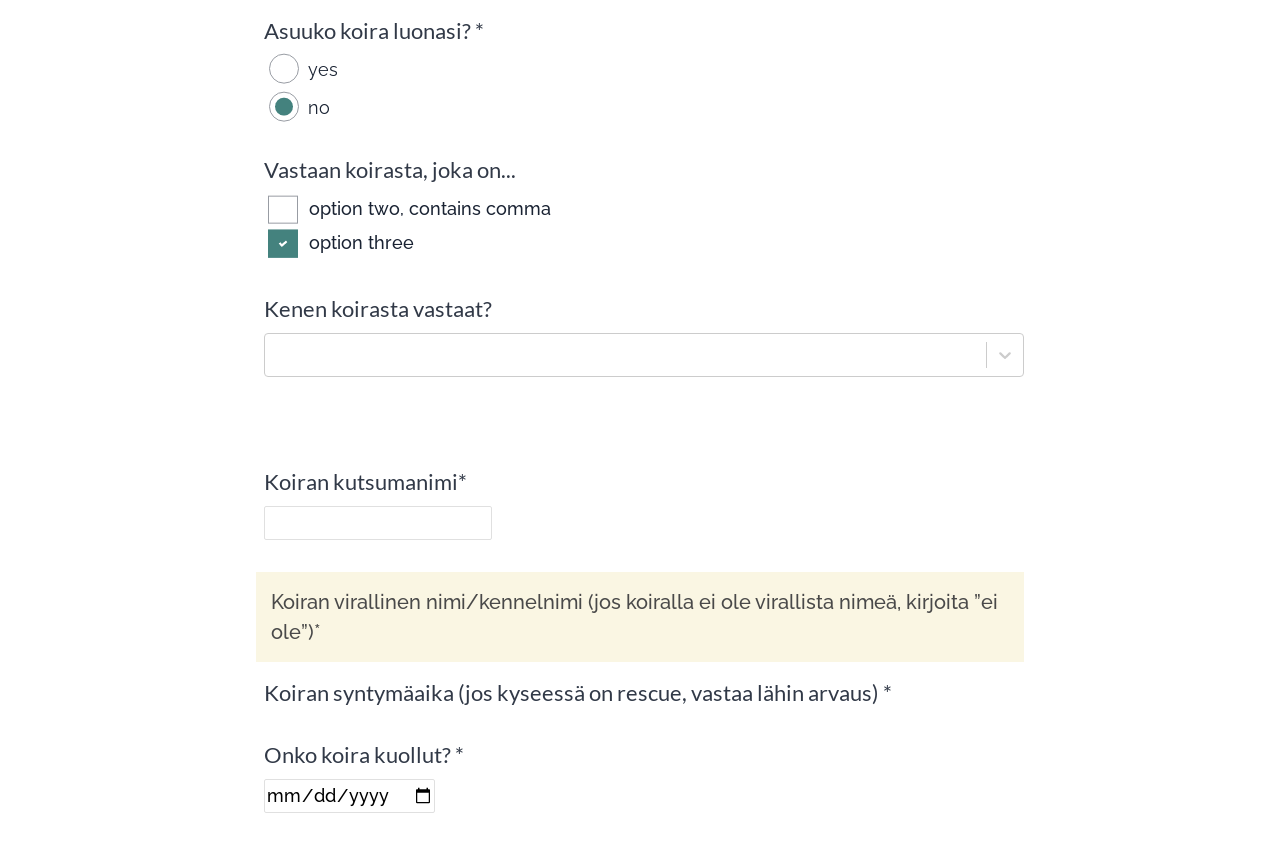 Asuuko koira luonasi? *
yes
no
Vastaan koirasta, joka on...
option two, contains comma
option three
Kenen koirasta vastaat?
Koiran kutsumanimi*
Koiran virallinen nimi/kennelnimi (jos koiralla ei ole virallista nimeä, kirjoita ”ei
ole”)*
Koiran syntymäaika (jos kyseessä on rescue, vastaa lähin arvaus) *
Onko koira kuollut? *
mm/dd/yyyy